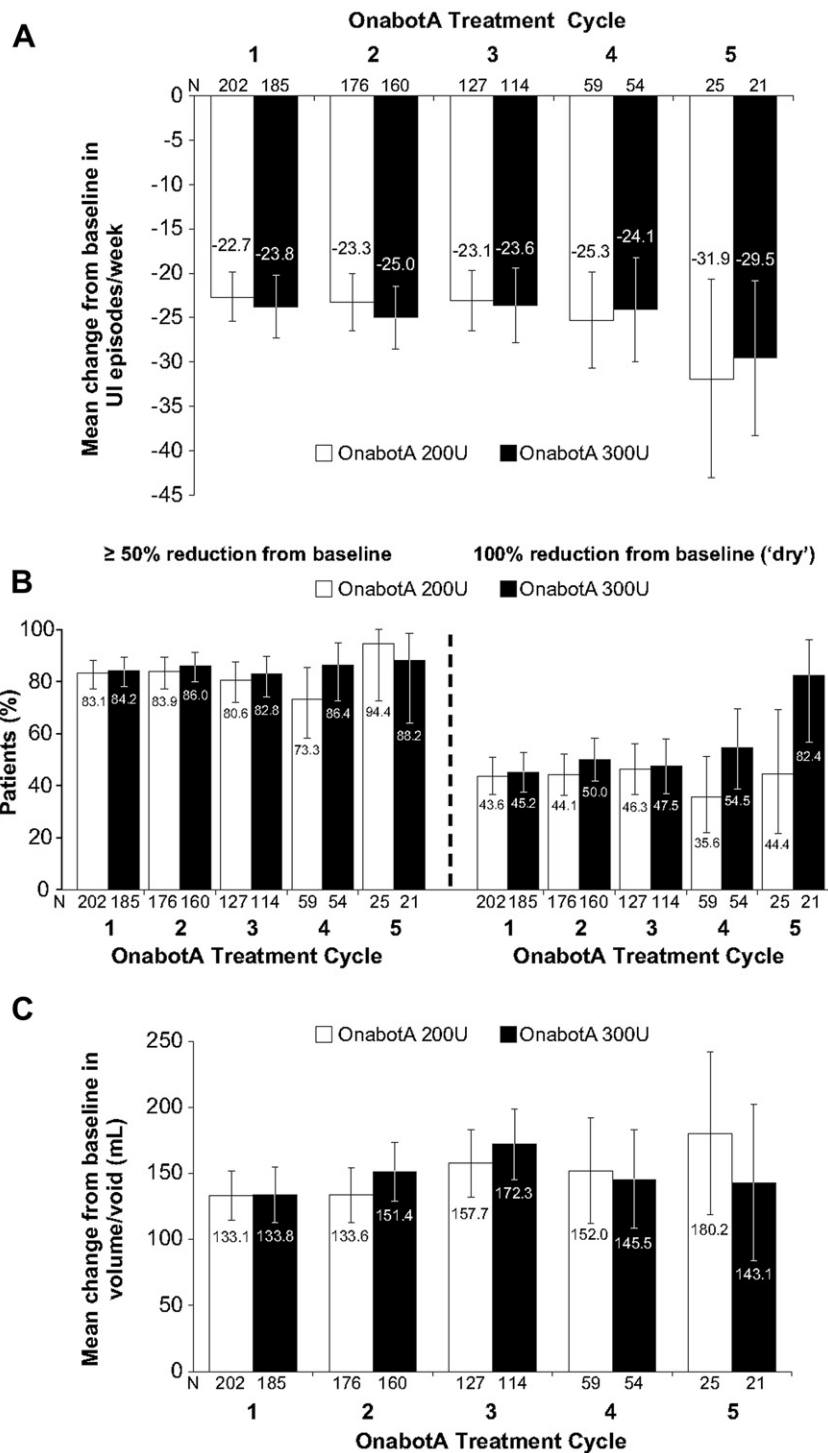 A
OnabotA Treatment Cycle
1 2 3 4 5
N 202 185 176 160 127 114 59 54 25 21
0
-5
-10
-15
-20
-25
-30
-35
-40
-45
Mean change from baseline in
UI episodes/week
-22.7 -23.8 -23.3 -25.0 -23.1 -23.6 -25.3 -24.1 -31.9 -29.5
OnabotA 200U OnabotA 300U
≥ 50% reduction from baseline 100% reduction from baseline (‘dry’)
B
OnabotA 200U OnabotA 300U
Patients (%)
100
80
60
40
20
0
83.1 84.2 83.9 86.0 80.6 82.8 73.3 86.4 94.4 88.2
43.6 45.2 44.1 50.0 46.3 47.5 35.6 54.5 44.4 82.4
N 202 185 176 160 127 114 59 54 25 21 202 185 176 160 127 114 59 54 25 21
1 2 3 4 5 1 2 3 4 5
OnabotA Treatment Cycle OnabotA Treatment Cycle
C
OnabotA 200U OnabotA 300U
Mean change from baseline in
volume/void (mL)
250
200
150
100
50
0
133.1 133.8 133.6 151.4 157.7 172.3 152.0 145.5 180.2 143.1
N 202 185 176 160 127 114 59 54 25 21
1 2 3 4 5
OnabotA Treatment Cycle